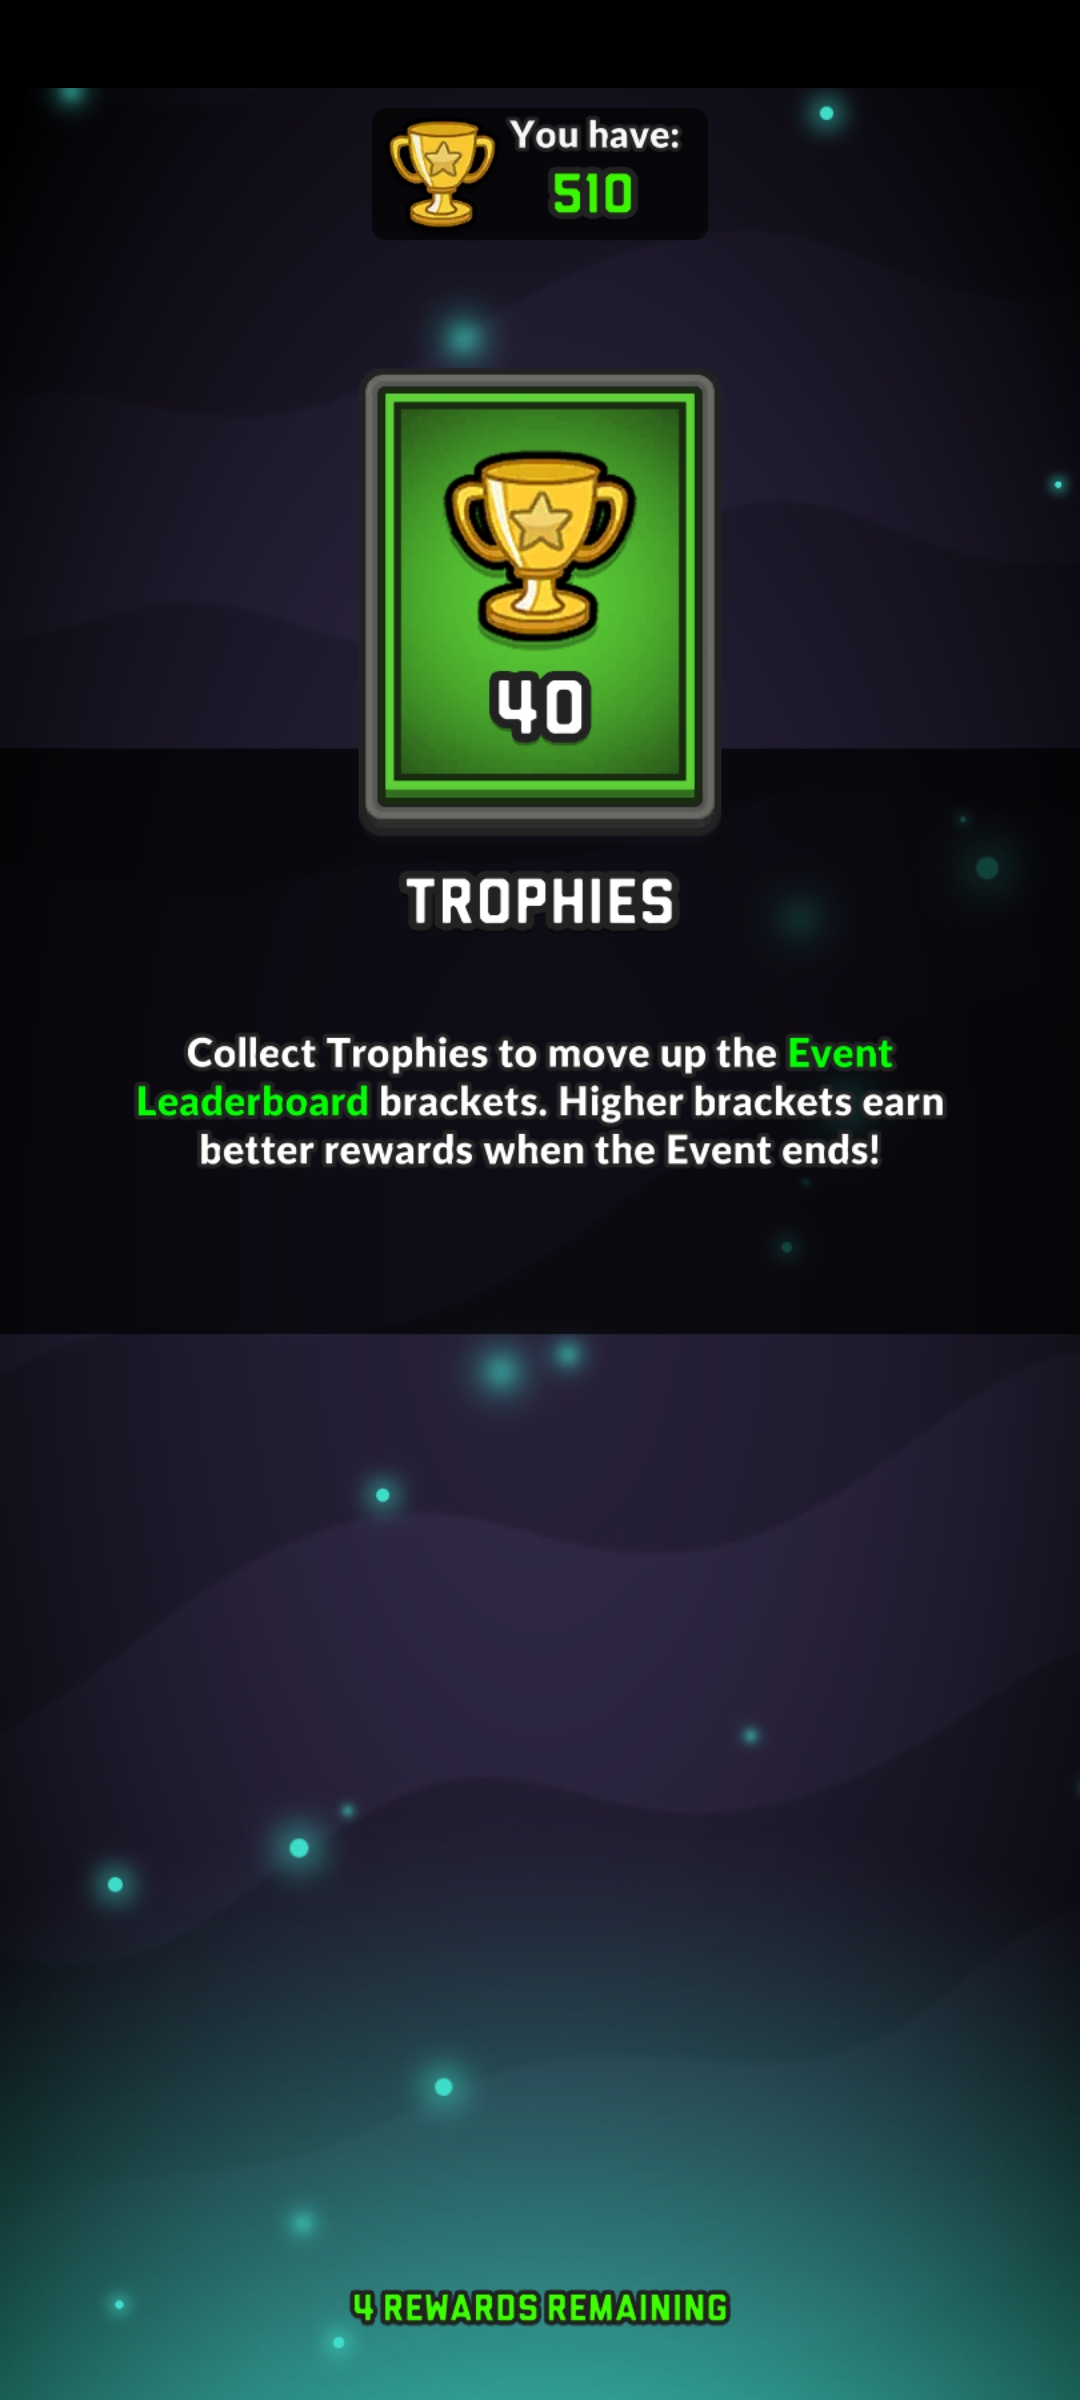 You have:
510
40
TROPHIES
Collect Trophies to move up the Event
Leaderboard brackets. Higher brackets earn
better rewards when the Event ends!
4 REWARDS REMAINING